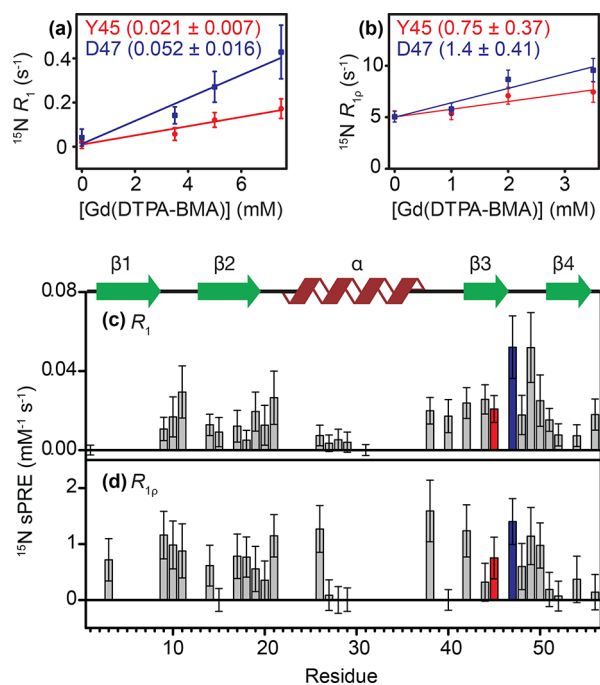 (a) Y45 (0.021 ± 0.007)
D47 (0.052 ± 0.016)
¹⁵N R₁ (s⁻¹)
0.4
0.2
0
0 2 4 6
[Gd(DTPA-BMA)] (mM)
(b) Y45 (0.75 ± 0.37)
D47 (1.4 ± 0.41)
¹⁵N R₁ρ (s⁻¹)
10
5
0
0 1 2 3
[Gd(DTPA-BMA)] (mM)
β1 β2 α β3 β4
(c) R₁
0.08
0.04
0.00
¹⁵N sPRE (mM⁻¹ s⁻¹)
(d) R₁ρ
2
1
0
10 20 30 40 50
Residue